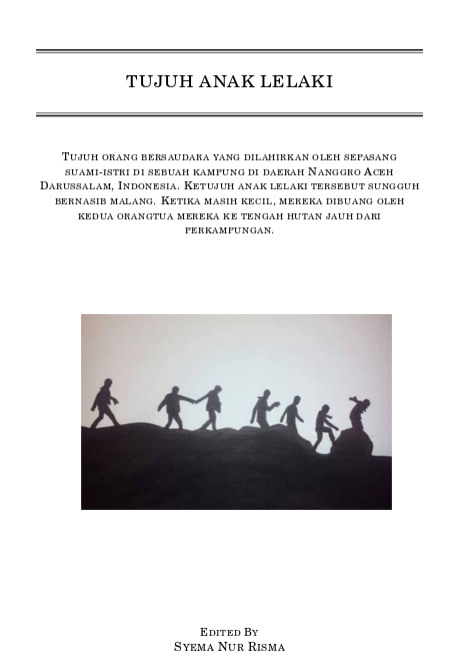 TUJUH ANAK LELAKI
TUJUH ORANG BERSAUDARA YANG DILAHIRKAN OLEH SEPASANG
SUAMI-ISTRI DI SEBUAH KAMPUNG DI DAERAH NANGGRO ACEH
DARUSSALAM, INDONESIA. KETUJUH ANAK LELAKI TERSEBUT SUNGGUH
BERNASIB MALANG. KETIKA MASIH KECIL, MEREKA DIBUANG OLEH
KEDUA ORANGTUA MEREKA KE TENGAH HUTAN JAUH DARI
PERKAMPUNGAN.
EDITED BY
SYEMA NUR RISMA